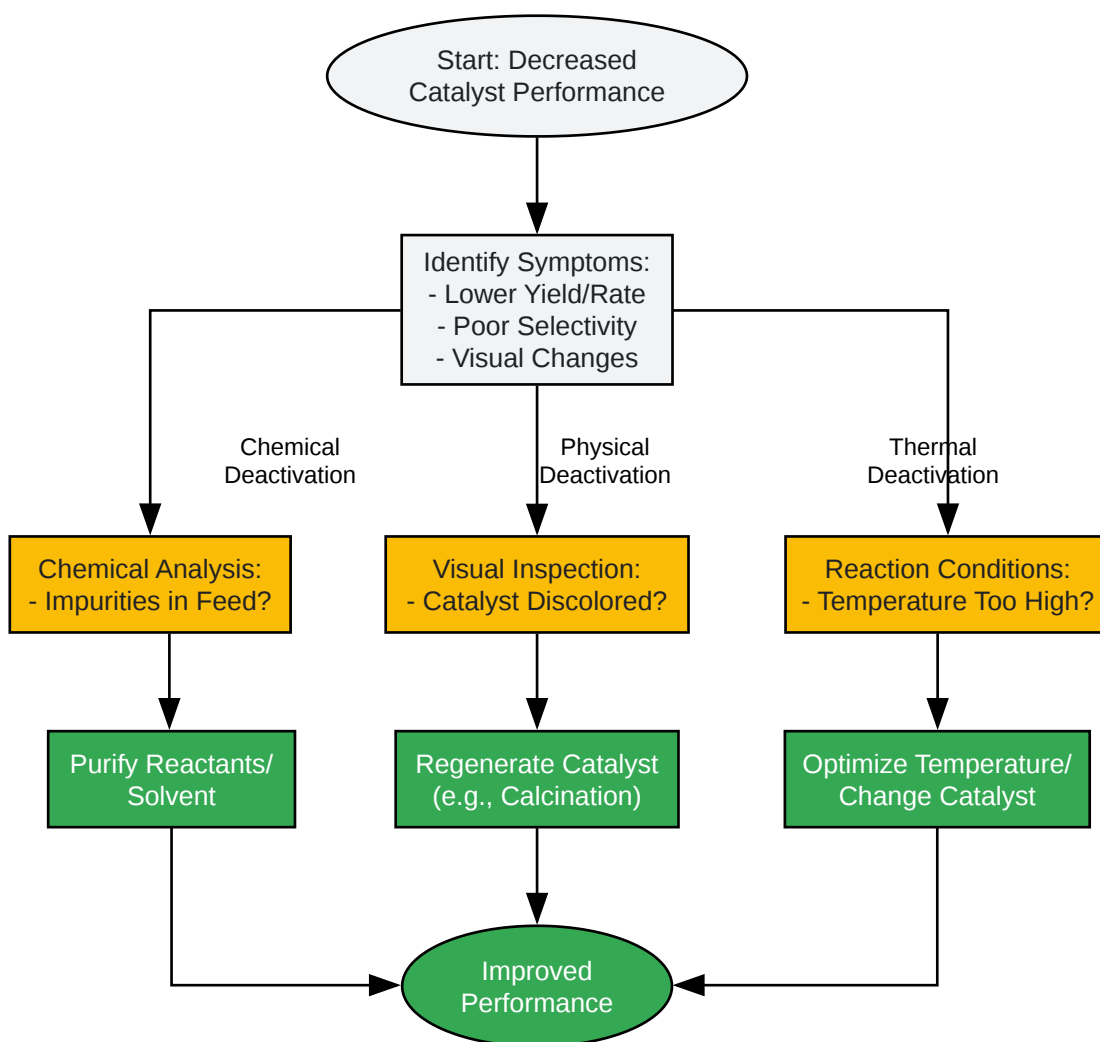 Start: Decreased
Catalyst Performance
Identify Symptoms:
- Lower Yield/Rate
- Poor Selectivity
- Visual Changes
Chemical
Deactivation
Physical
Deactivation
Thermal
Deactivation
Chemical Analysis:
- Impurities in Feed?
Visual Inspection:
- Catalyst Discolored?
Reaction Conditions:
- Temperature Too High?
Purify Reactants/
Solvent
Regenerate Catalyst
(e.g., Calcination)
Optimize Temperature/
Change Catalyst
Improved
Performance